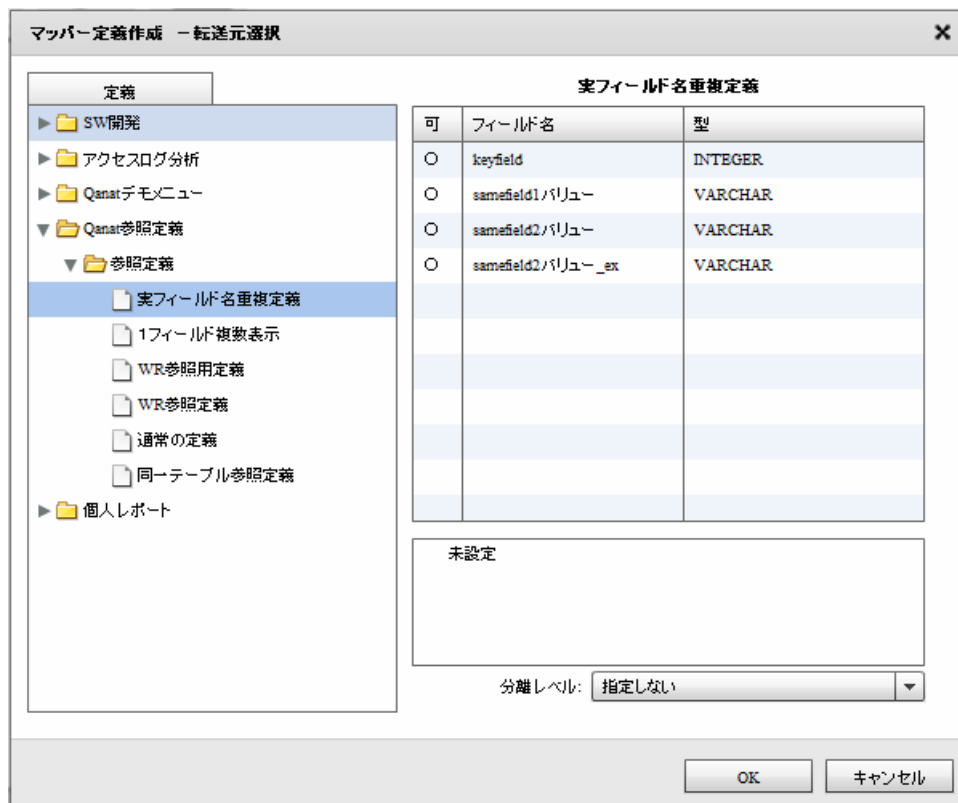 マッパー定義作成 －転送元選択
定義
SW開発
アクセスログ分析
Qanatデモメニュー
Qanat参照定義
参照定義
実フィールド名重複定義
1フィールド複数表示
WR参照用定義
WR参照定義
通常の定義
同一テーブル参照定義
個人レポート
実フィールド名重複定義
可 フィールド名 型
○ keyfield INTEGER
○ samefield1バリュー VARCHAR
○ samefield2バリュー VARCHAR
○ samefield2バリュー_ex VARCHAR
未設定
分離レベル: 指定しない
OK キャンセル